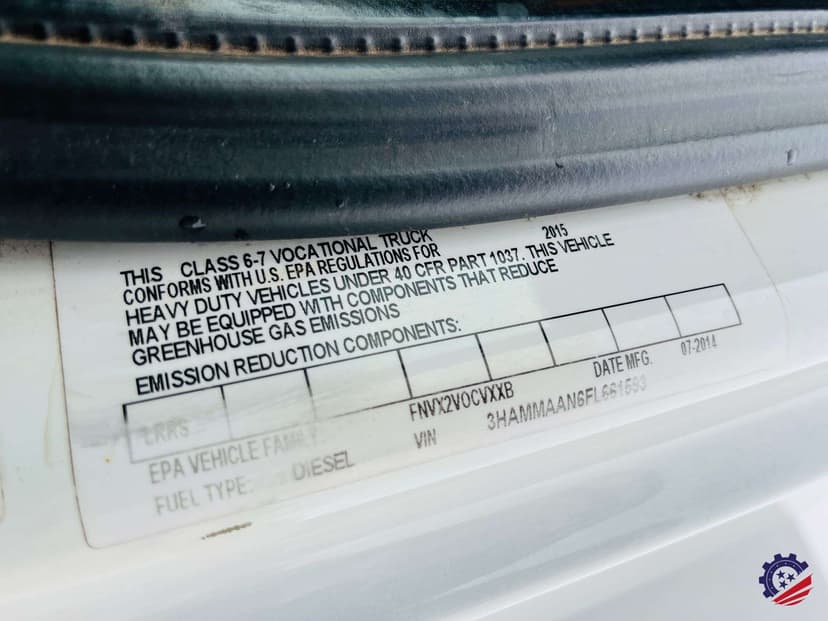 THIS CLASS 6-7 VOCATIONAL TRUCK 2015
CONFORMS WITH U.S. EPA REGULATIONS FOR
HEAVY DUTY VEHICLES UNDER 40 CFR PART 1037. THIS VEHICLE
MAY BE EQUIPPED WITH COMPONENTS THAT REDUCE
GREENHOUSE GAS EMISSIONS
EMISSION REDUCTION COMPONENTS:
LRRS
EPA VEHICLE FAMILY: FNVX2VOCVXXB DATE MFG. 07-2014
FUEL TYPE: DIESEL VIN 3HAMMAAN6FL661593